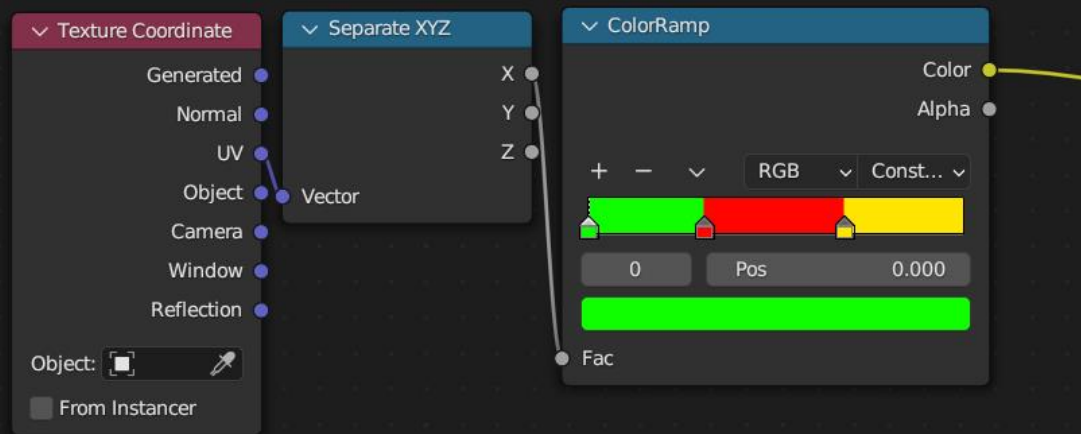 Texture Coordinate
Generated
Normal
UV
Object
Camera
Window
Reflection
Object:
From Instancer
Separate XYZ
X
Y
Z
Vector
ColorRamp
Color
Alpha
+ − RGB Const...
0 Pos 0.000
Fac